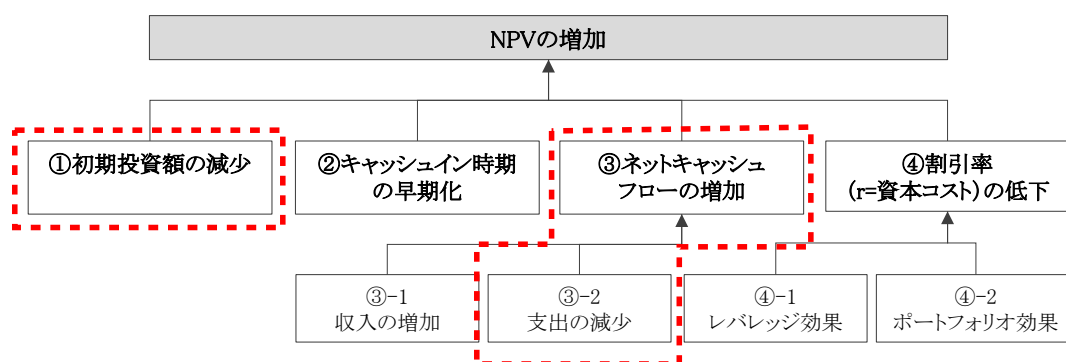 NPVの増加
①初期投資額の減少
②キャッシュイン時期
の早期化
③ネットキャッシュ
フローの増加
④割引率
(r=資本コスト)の低下
③-1
収入の増加
③-2
支出の減少
④-1
レバレッジ効果
④-2
ポートフォリオ効果